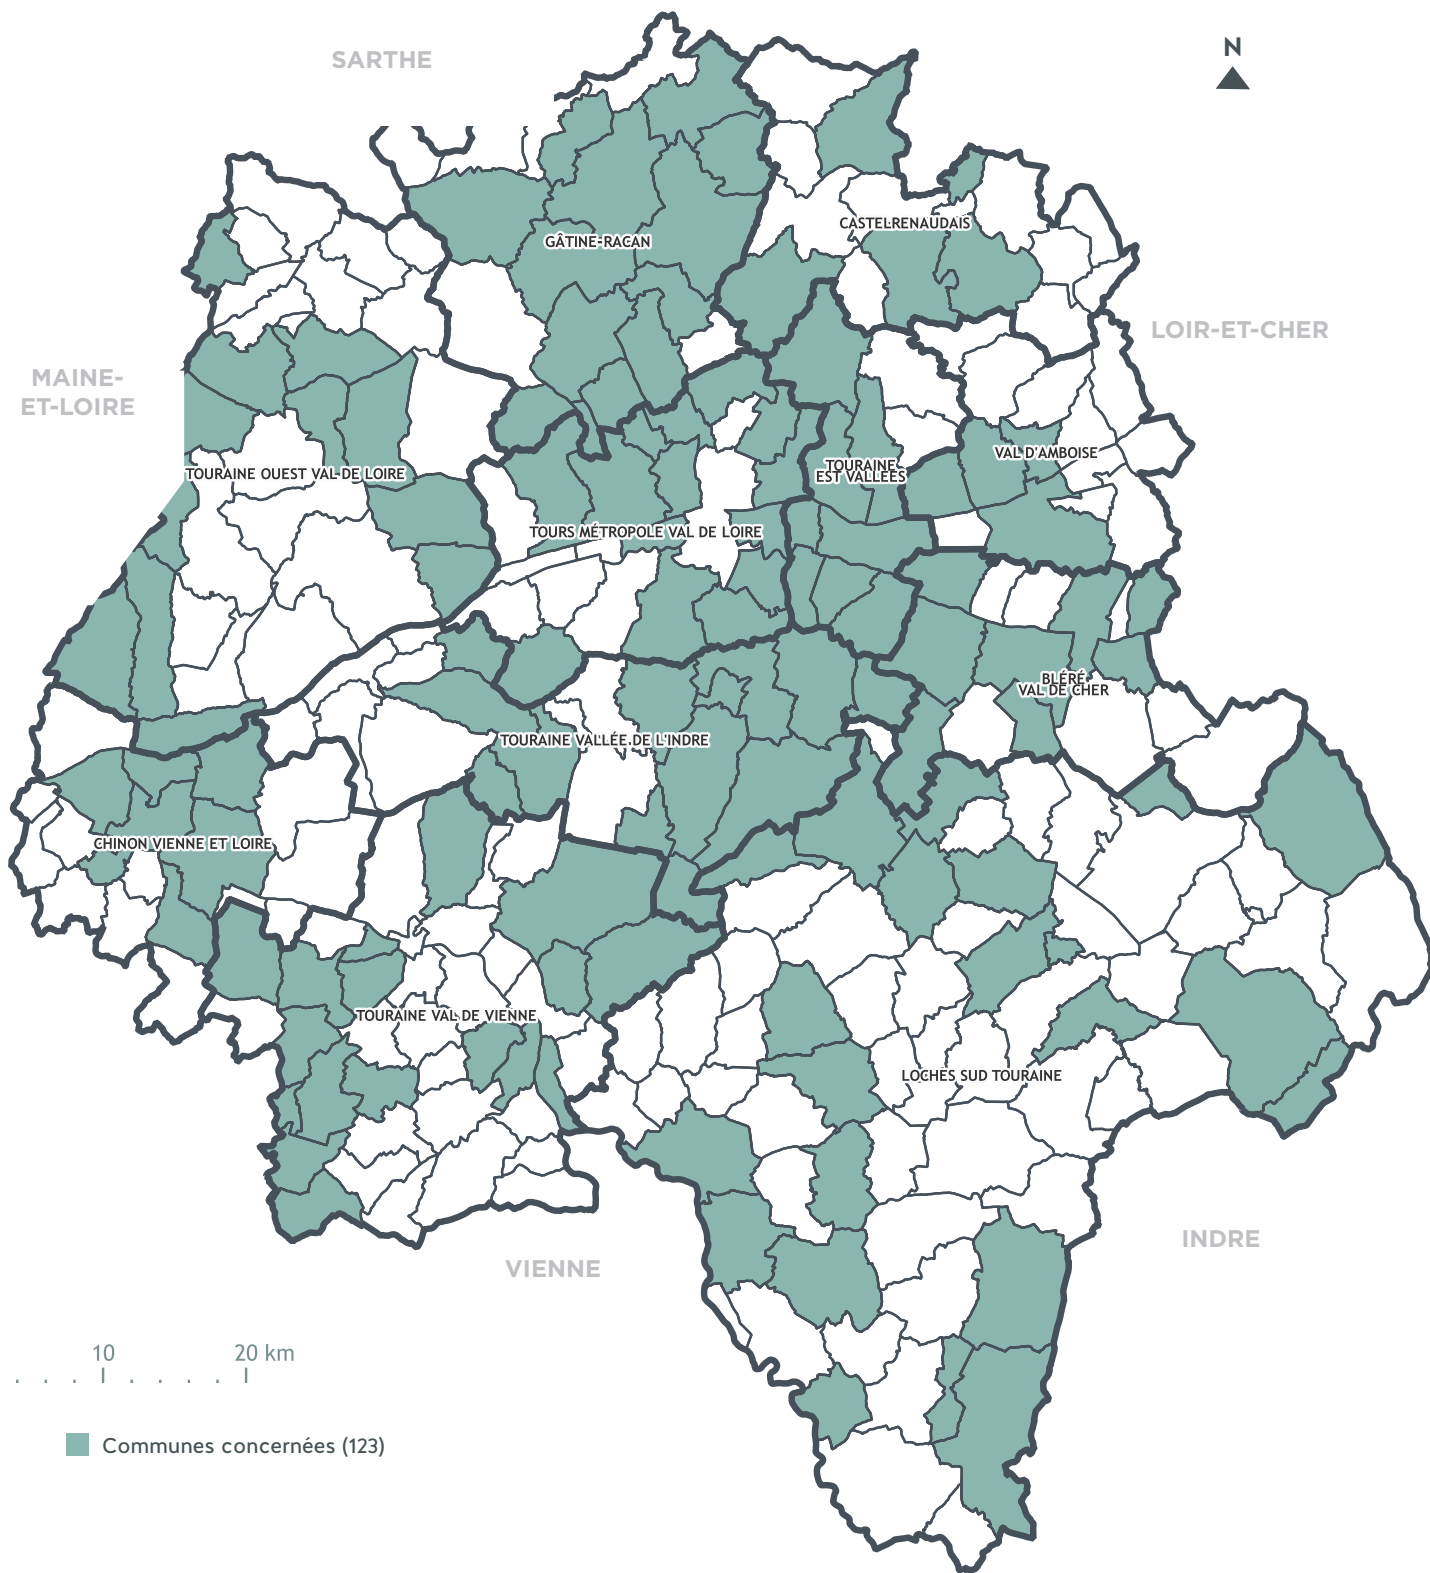 SARTHE
N
CASTELRENAUDAIS
GÂTINE-RACAN
LOIR-ET-CHER
MAINE-
ET-LOIRE
VAL D'AMBOISE
TOURAINE
EST VALLÉES
TOURAINE OUEST VAL DE LOIRE
TOURS MÉTROPOLE VAL DE LOIRE
BLÉRÉ
VAL DE CHER
TOURAINE VALLÉE DE L'INDRE
CHINON VIENNE ET LOIRE
TOURAINE VAL DE VIENNE
LOCHES SUD TOURAINE
INDRE
VIENNE
10 20 km
Communes concernées (123)